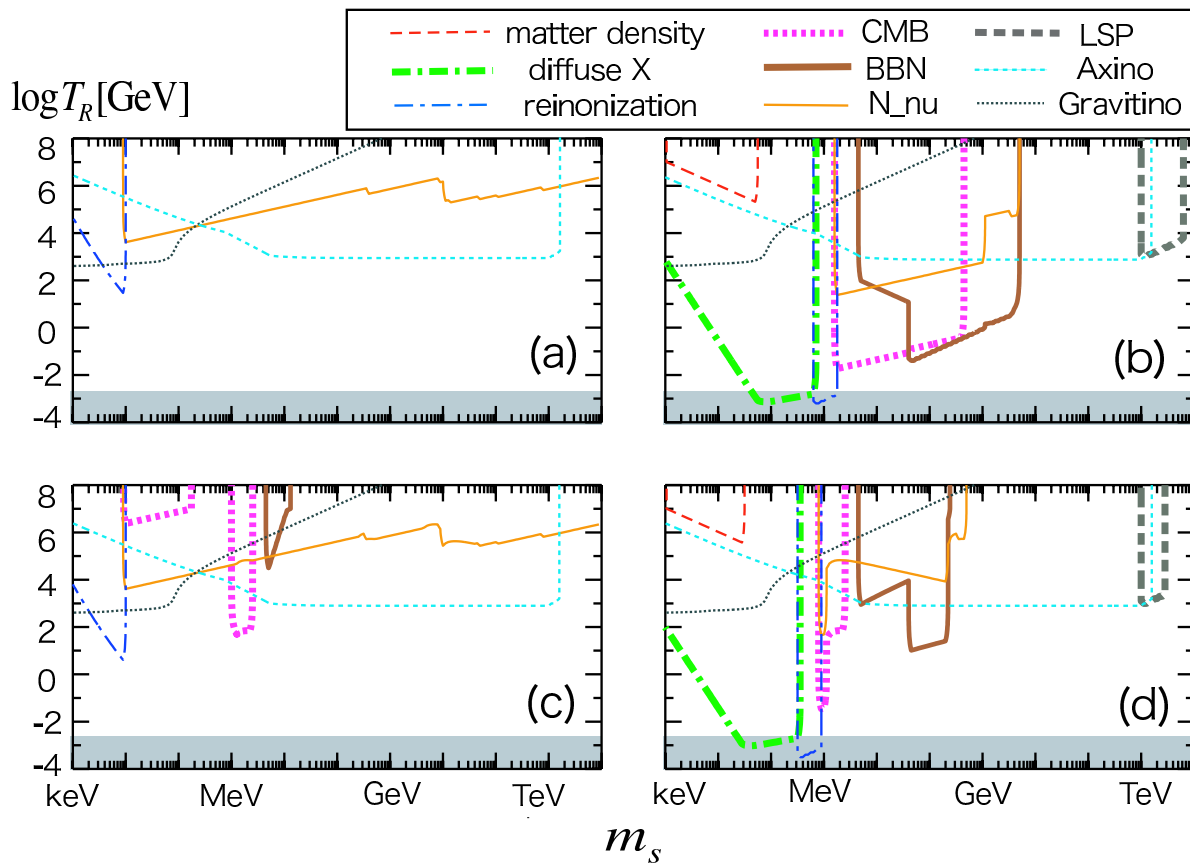 matter density CMB LSP
diffuse X BBN Axino
reinonization N_nu Gravitino
log T_R [GeV]
8
6
4
2
0
-2
-4
(a)
(b)
8
6
4
2
0
-2
-4
(c)
(d)
keV MeV GeV TeV
keV MeV GeV TeV
m_s